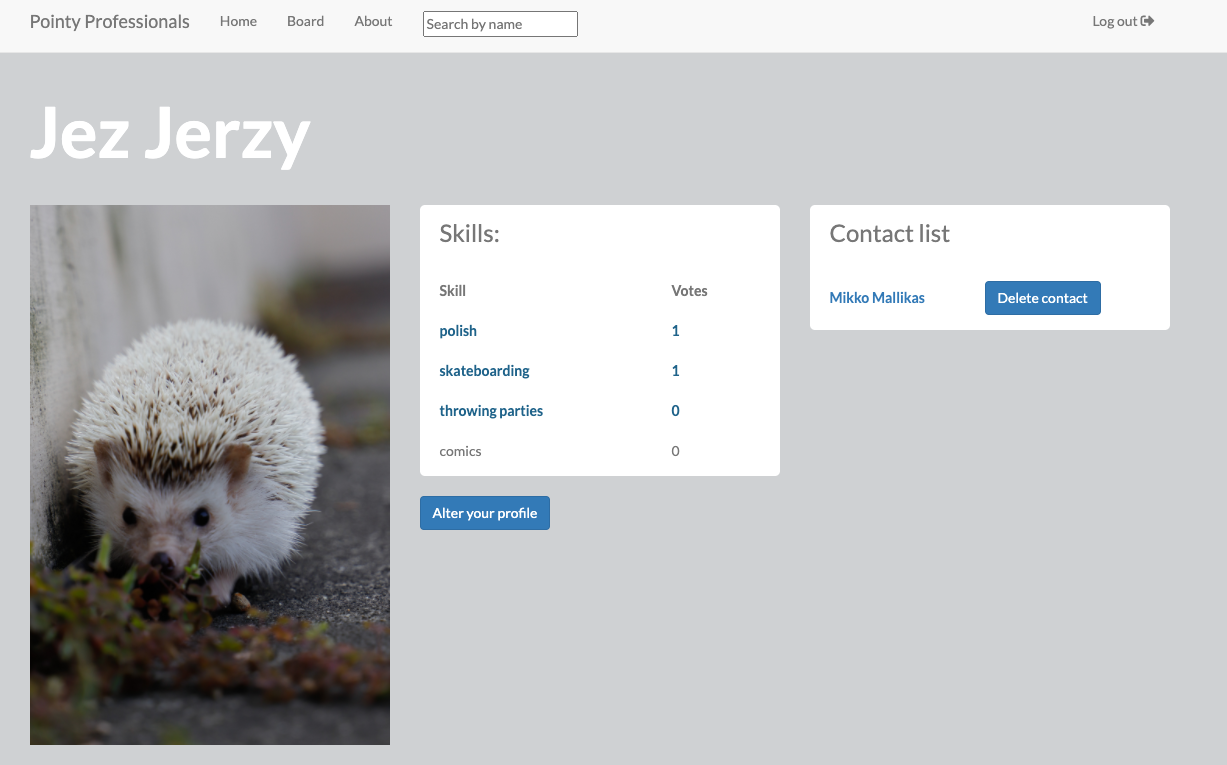 Pointy Professionals Home Board About Search by name Log out
Jez Jerzy
Skills:
Skill Votes
polish 1
skateboarding 1
throwing parties 0
comics 0
Alter your profile
Contact list
Mikko Mallikas Delete contact